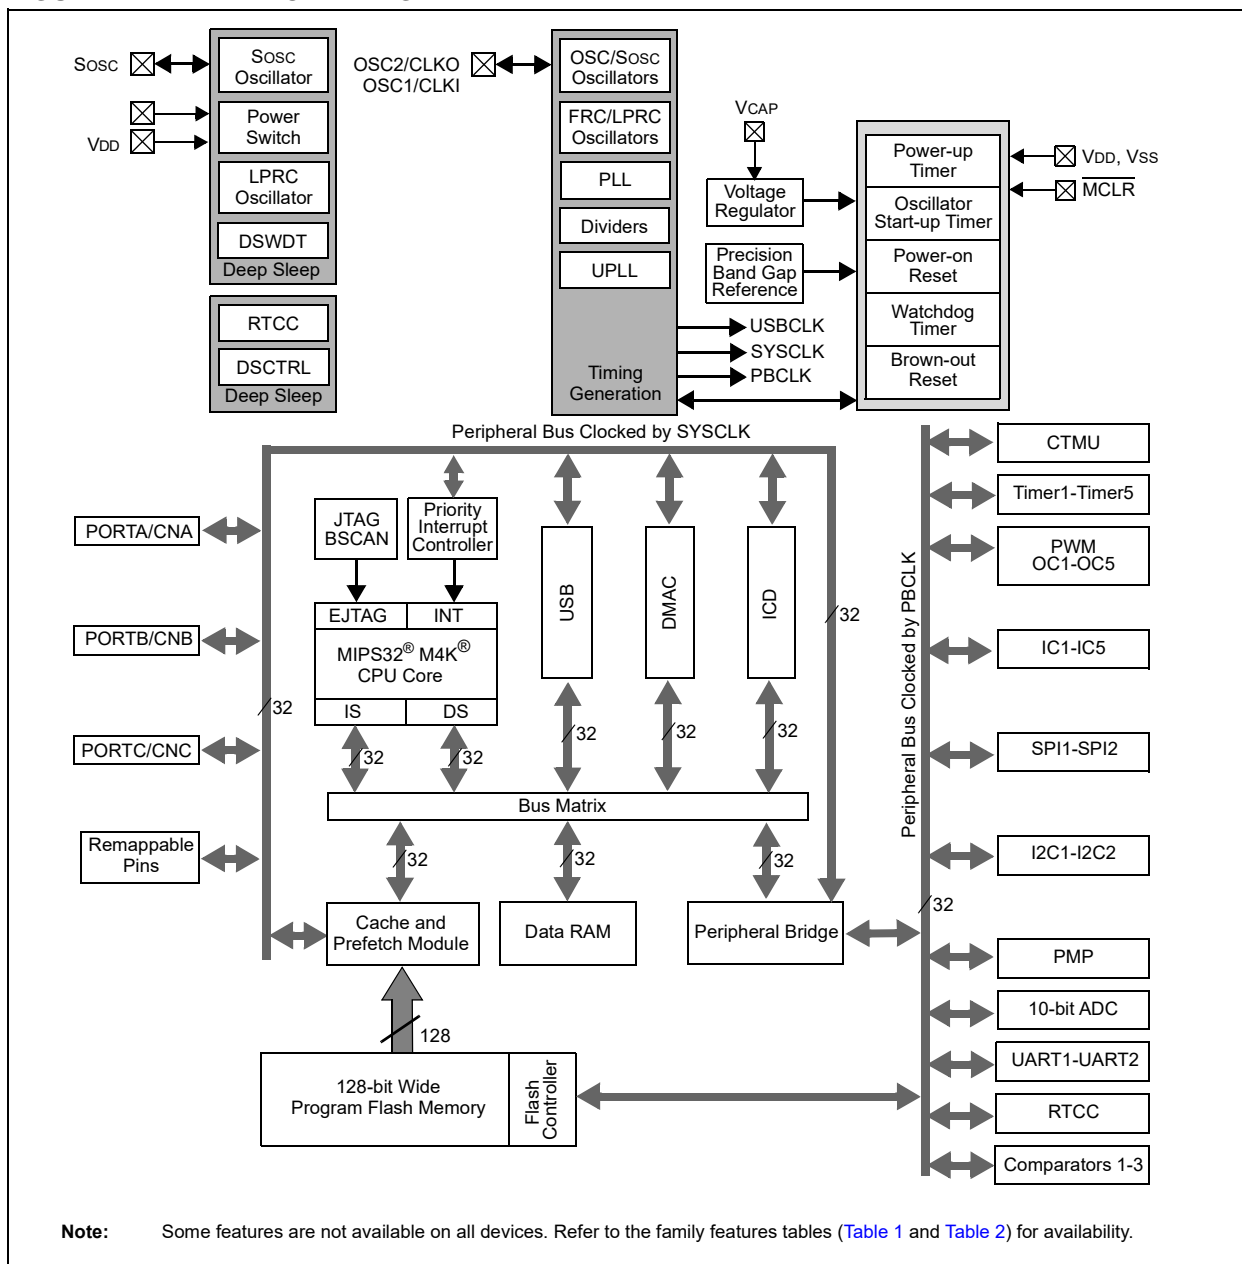 Sosc
Sosc
Oscillator
Power
Switch
VDD
LPRC
Oscillator
DSWDT
Deep Sleep
RTCC
DSCTRL
Deep Sleep
OSC2/CLKO
OSC1/CLKI
OSC/Sosc
Oscillators
FRC/LPRC
Oscillators
PLL
Dividers
UPLL
Timing
Generation
USBCLK
SYSCLK
PBCLK
VCAP
Voltage
Regulator
Precision
Band Gap
Reference
Power-up
Timer
Oscillator
Start-up Timer
Power-on
Reset
Watchdog
Timer
Brown-out
Reset
VDD, VSS
MCLR
Peripheral Bus Clocked by SYSCLK
PORTA/CNA
PORTB/CNB
PORTC/CNC
Remappable
Pins
32
JTAG
BSCAN
Priority
Interrupt
Controller
EJTAG
INT
MIPS32® M4K®
CPU Core
IS
DS
32
32
USB
32
DMAC
32
ICD
32
32
Bus Matrix
32
32
32
Cache and
Prefetch Module
Data RAM
Peripheral Bridge
128
128-bit Wide
Program Flash Memory
Flash
Controller
Peripheral Bus Clocked by PBCLK
32
CTMU
Timer1-Timer5
PWM
OC1-OC5
IC1-IC5
SPI1-SPI2
I2C1-I2C2
PMP
10-bit ADC
UART1-UART2
RTCC
Comparators 1-3
Note: Some features are not available on all devices. Refer to the family features tables (Table 1 and Table 2) for availability.